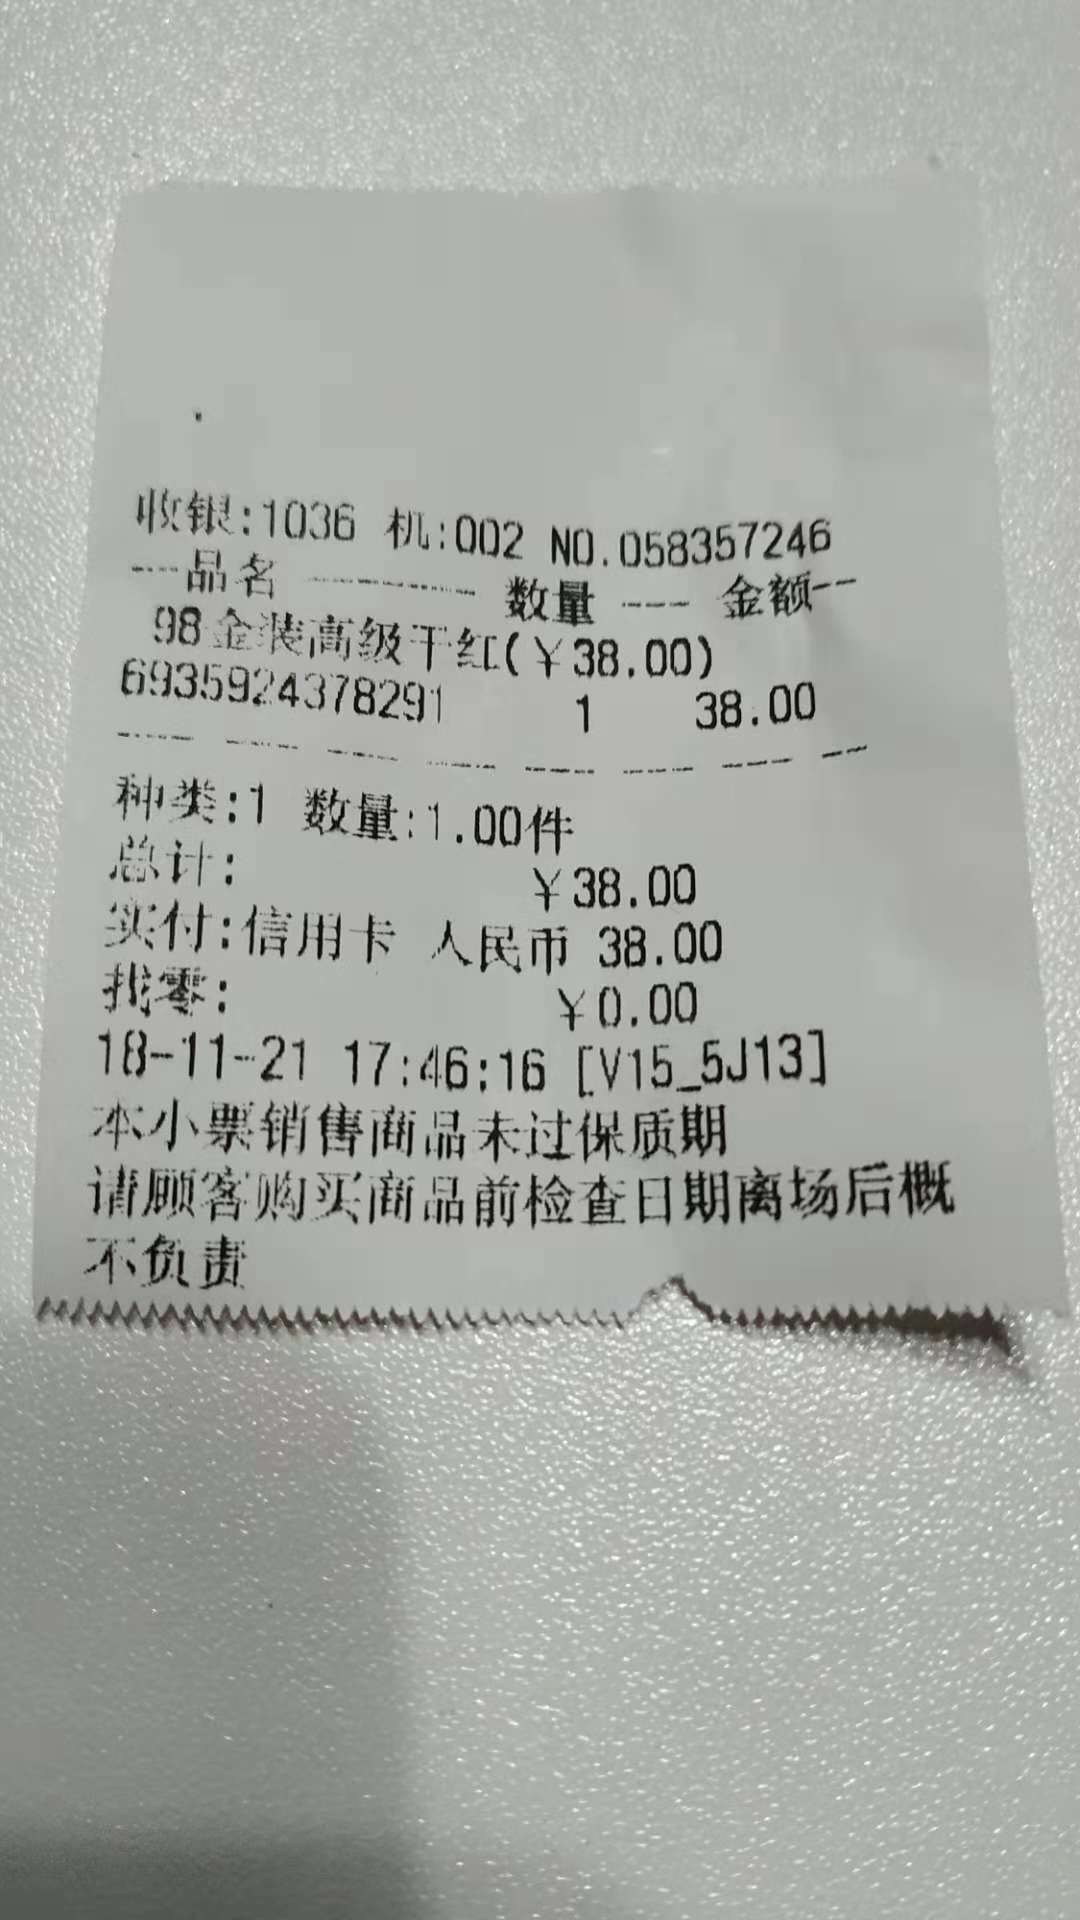 收银:1036 机:002 NO.058357246
---品名 ---------- 数量 --- 金额--
98金装高级干红(￥38.00)
6935924378291 1 38.00
---- ---- ---- ---- ---- ---- ---- ---
种类:1 数量:1.00件
总计: ￥38.00
实付:信用卡 人民币 38.00
找零: ￥0.00
18-11-21 17:46:16 [V15_5J13]
本小票销售商品未过保质期
请顾客购买商品前检查日期离场后概
不负责